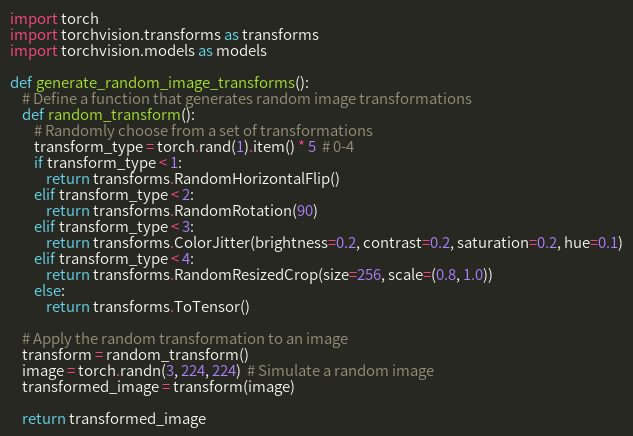 import torch
import torchvision.transforms as transforms
import torchvision.models as models

def generate_random_image_transforms():
    # Define a function that generates random image transformations
    def random_transform():
        # Randomly choose from a set of transformations
        transform_type = torch.rand(1).item() * 5  # 0-4
        if transform_type < 1:
            return transforms.RandomHorizontalFlip()
        elif transform_type < 2:
            return transforms.RandomRotation(90)
        elif transform_type < 3:
            return transforms.ColorJitter(brightness=0.2, contrast=0.2, saturation=0.2, hue=0.1)
        elif transform_type < 4:
            return transforms.RandomResizedCrop(size=256, scale=(0.8, 1.0))
        else:
            return transforms.ToTensor()

    # Apply the random transformation to an image
    transform = random_transform()
    image = torch.randn(3, 224, 224)  # Simulate a random image
    transformed_image = transform(image)

    return transformed_image